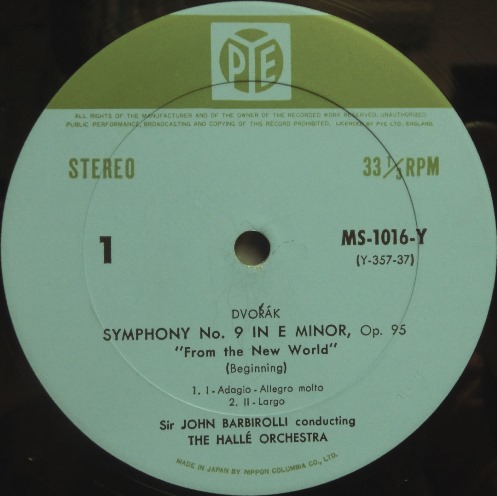 PYE
ALL RIGHTS OF THE MANUFACTURER AND OF THE OWNER OF THE RECORDED WORK RESERVED. UNAUTHORISED
PUBLIC PERFORMANCE, BROADCASTING AND COPYING OF THIS RECORD PROHIBITED. LICENSED BY PYE LTD. ENGLAND.
STEREO
33 1/3 RPM
1
MS-1016-Y
(Y-357-37)
DVOŘÁK
SYMPHONY No. 9 IN E MINOR, Op. 95
"From the New World"
(Beginning)
1. I - Adagio - Allegro molto
2. II - Largo
Sir JOHN BARBIROLLI conducting
THE HALLÉ ORCHESTRA
MADE IN JAPAN BY NIPPON COLUMBIA CO., LTD.